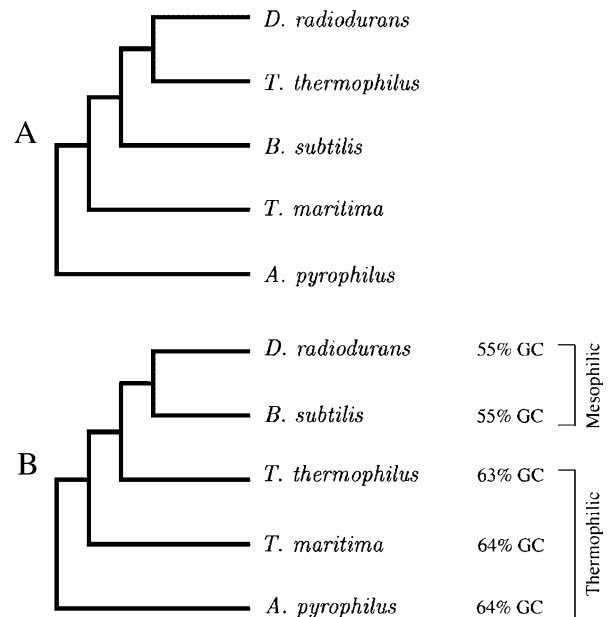 D. radiodurans
T. thermophilus
A
B. subtilis
T. maritima
A. pyrophilus
D. radiodurans 55% GC
Mesophilic
B. subtilis 55% GC
B
T. thermophilus 63% GC
T. maritima 64% GC
Thermophilic
A. pyrophilus 64% GC